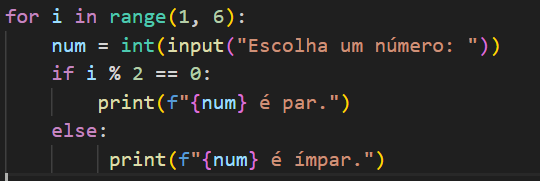 for i in range(1, 6):
    num = int(input("Escolha um número: "))
    if i % 2 == 0:
        print(f"{num} é par.")
    else:
         print(f"{num} é ímpar.")